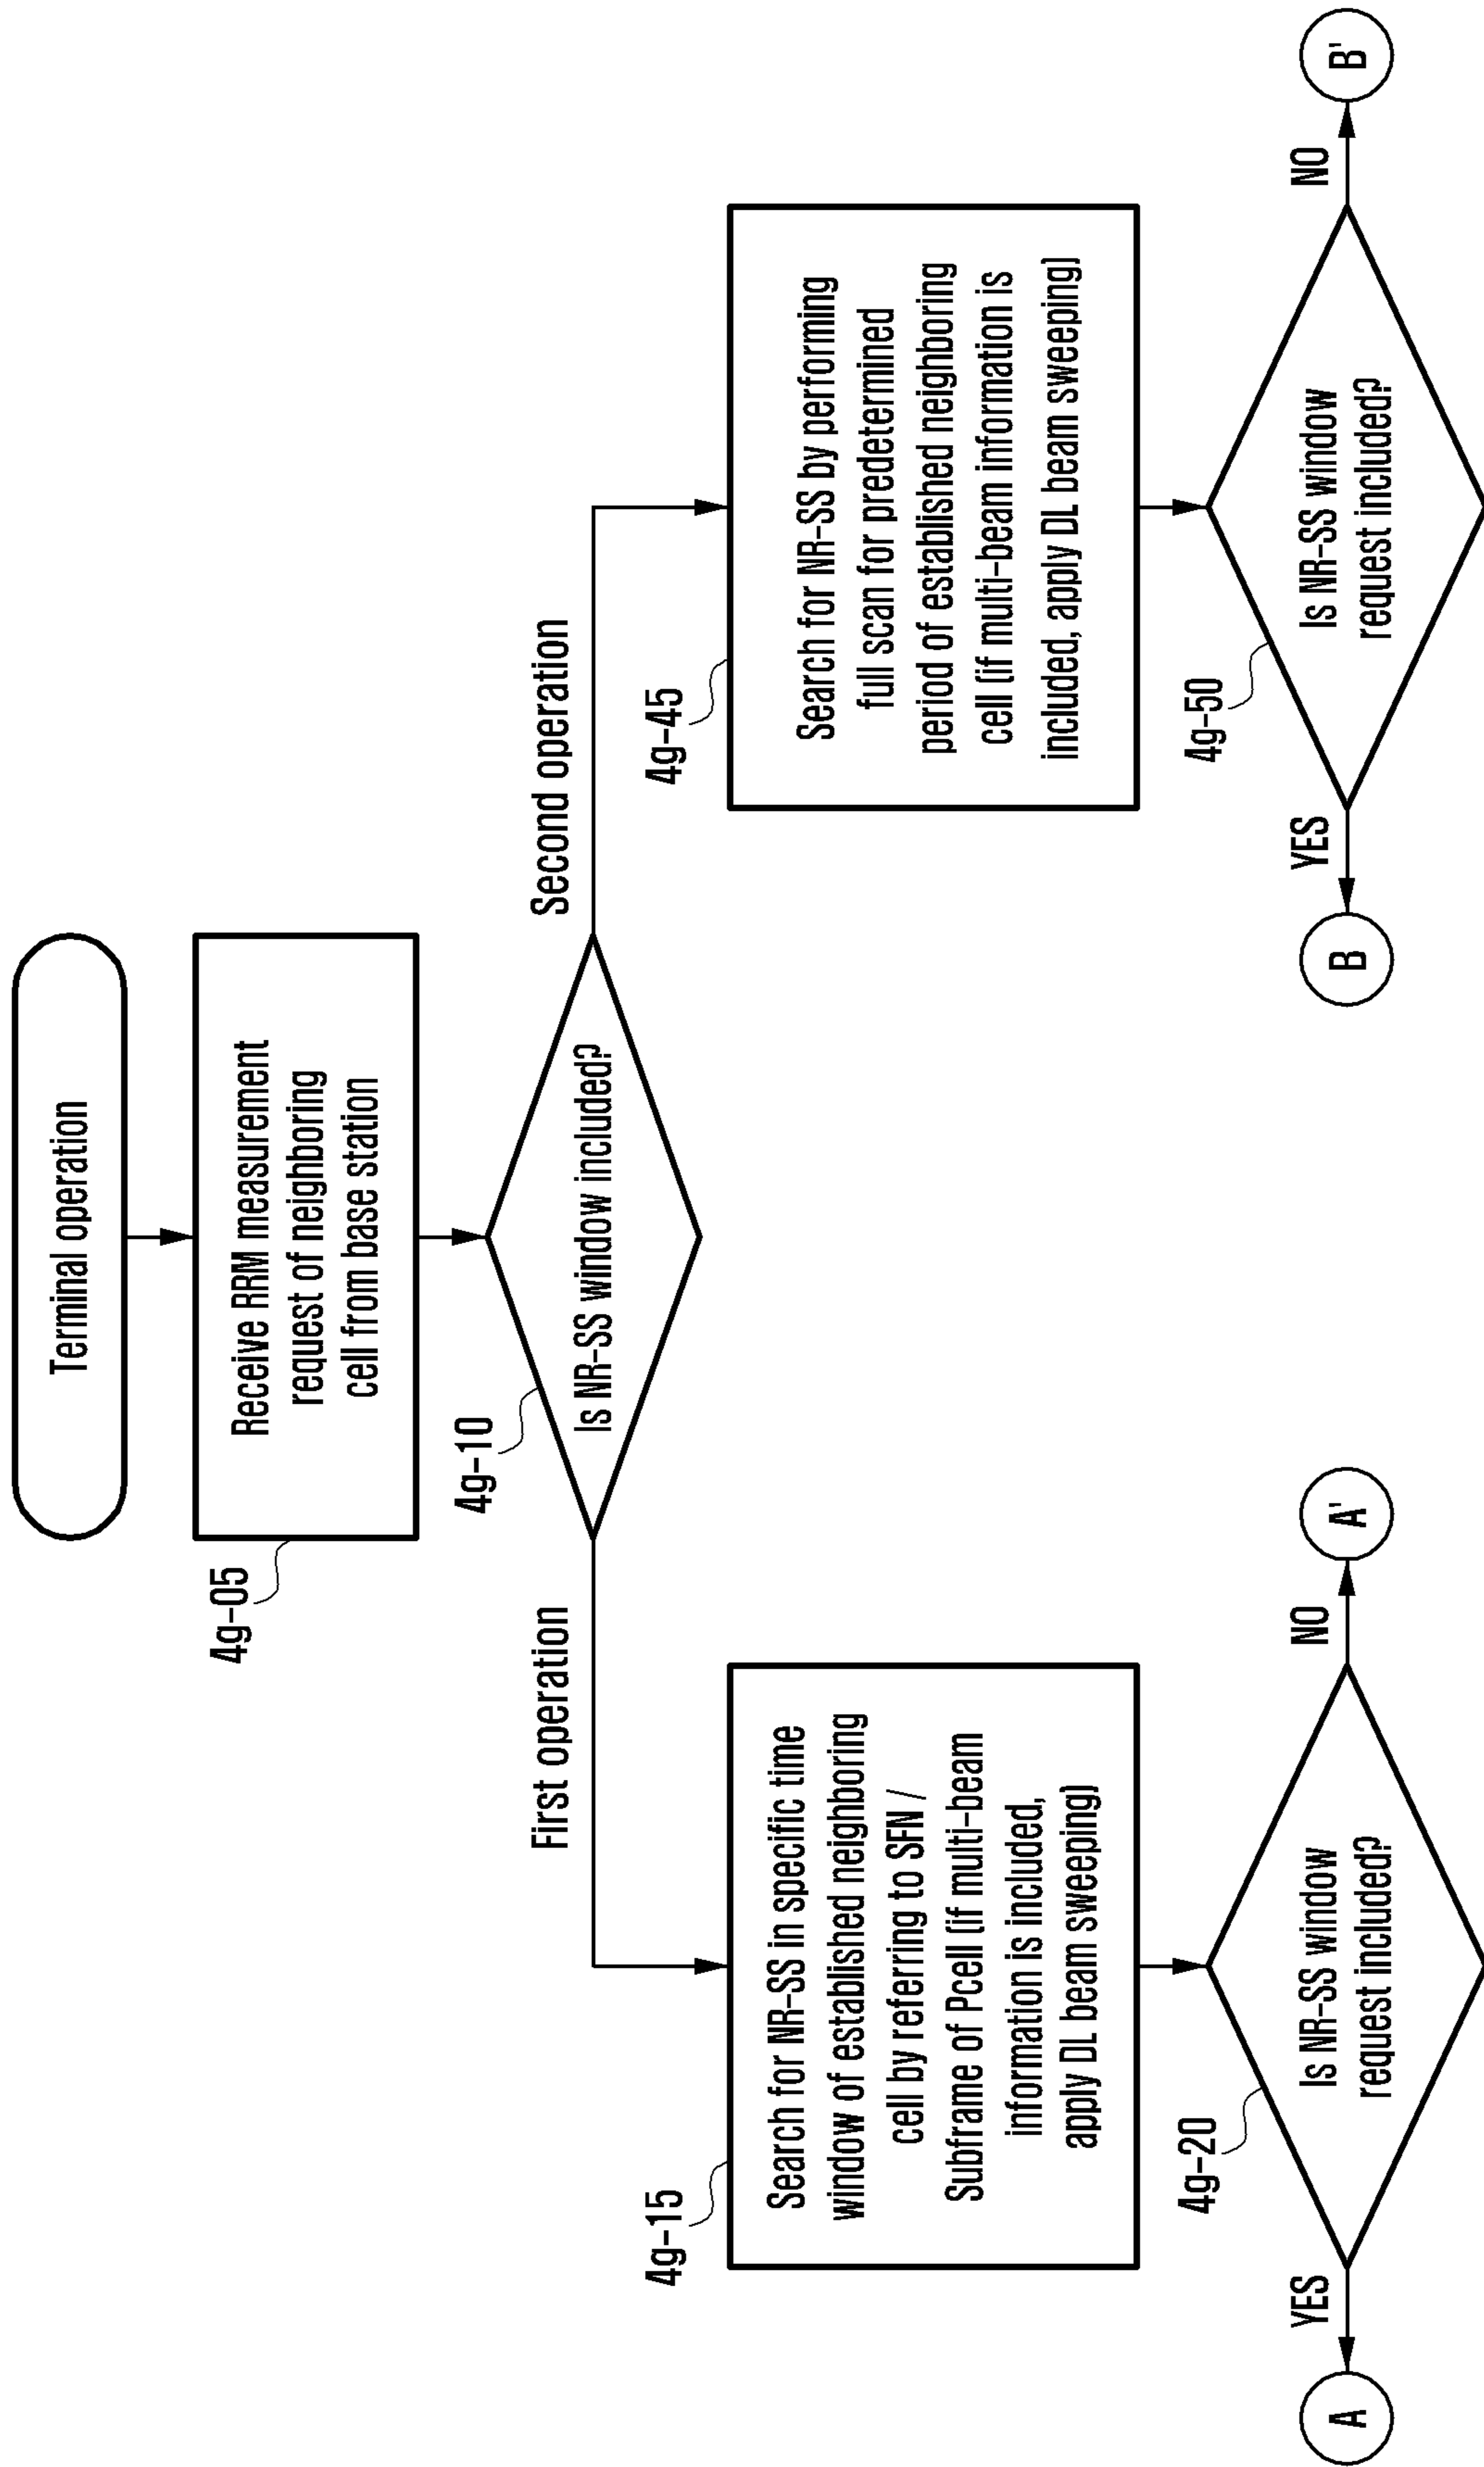 Terminal operation
4g-05
Receive RRM measurement
request of neighboring
cell from base station
4g-10
Is NR-SS window included?
First operation
Second operation
4g-15
Search for NR-SS in specific time
window of established neighboring
cell by referring to SFN /
Subframe of Pcell (if multi-beam
information is included,
apply DL beam sweeping)
4g-45
Search for NR-SS by performing
full scan for predetermined
period of established neighboring
cell (if multi-beam information is
included, apply DL beam sweeping)
4g-20
Is NR-SS window
request included?
YES
A
NO
A'
4g-50
Is NR-SS window
request included?
YES
B
NO
B'